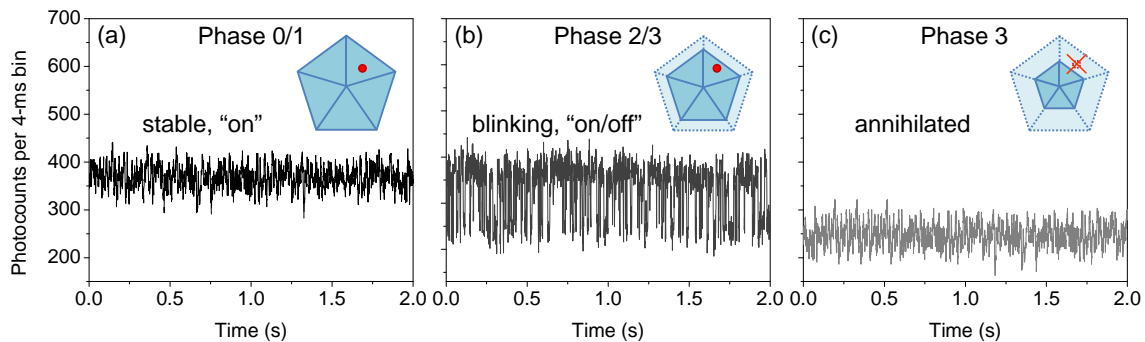 (a) Phase 0/1
stable, “on”
(b) Phase 2/3
blinking, “on/off”
(c) Phase 3
annihilated
Photocounts per 4-ms bin
700
600
500
400
300
200
0.0 0.5 1.0 1.5 2.0
0.0 0.5 1.0 1.5 2.0
0.0 0.5 1.0 1.5 2.0
Time (s)
Time (s)
Time (s)